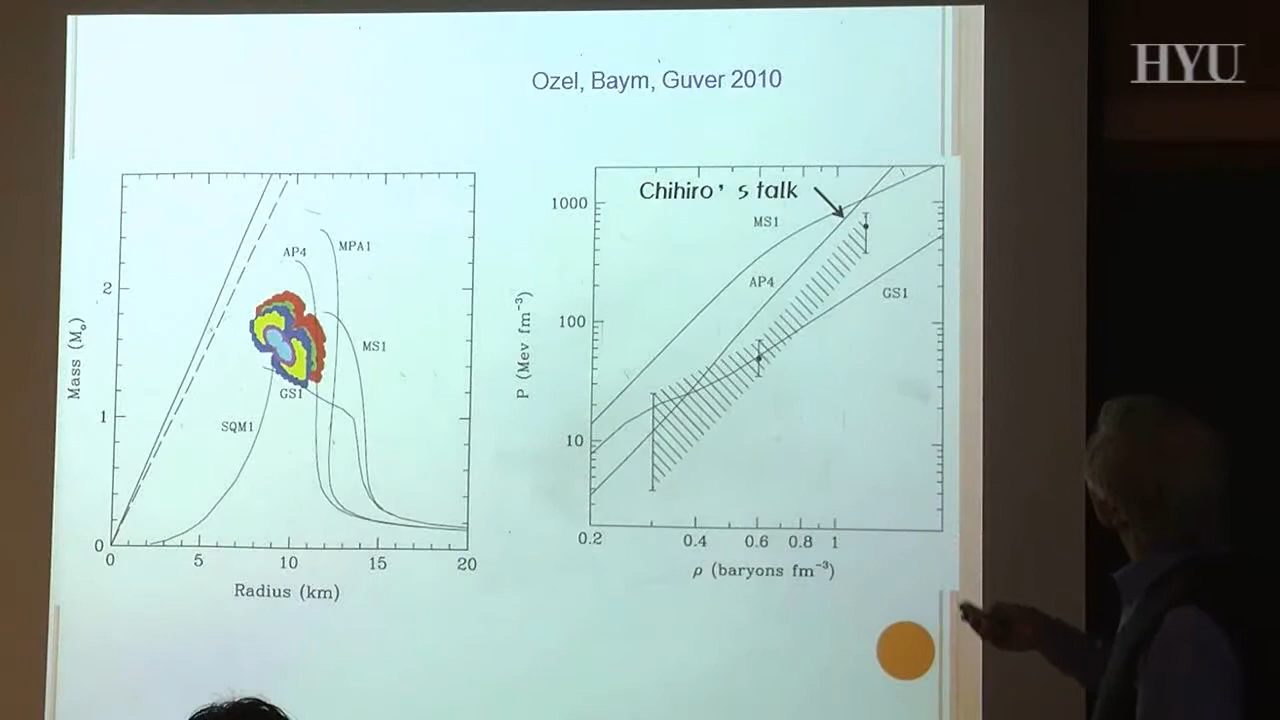 HYU
Ozel, Baym, Guver 2010
Mass (M₀)
2
1
0
0
5
10
15
20
Radius (km)
AP4
MPA1
MS1
GS1
SQM1
P (Mev fm⁻³)
1000
100
10
0.2
0.4
0.6
0.8
1
ρ (baryons fm⁻³)
Chihiro's talk
MS1
AP4
GS1